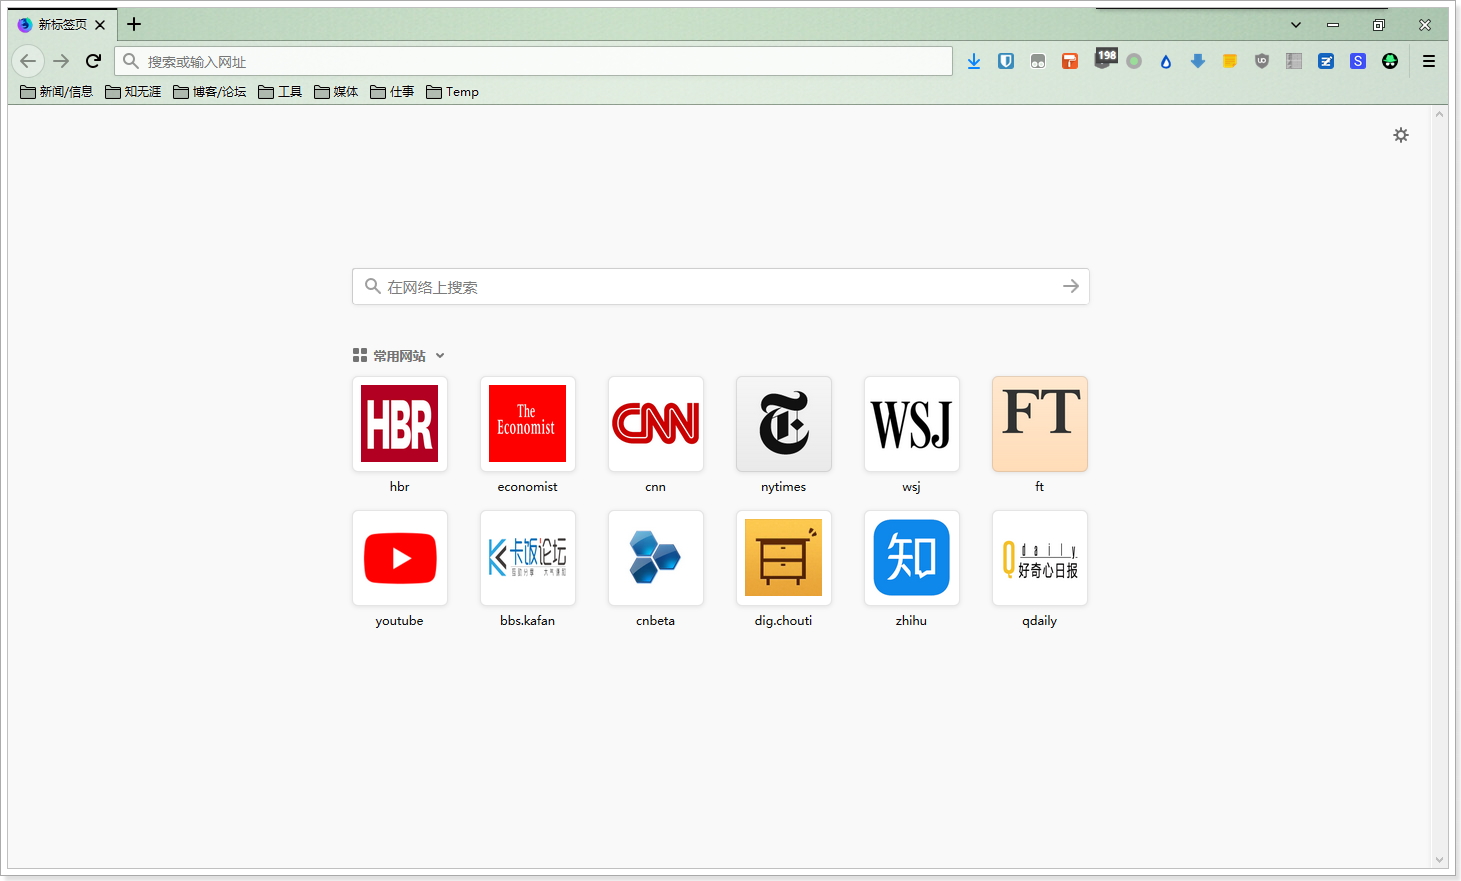 新标签页
搜索或输入网址
198
UD
S
新闻/信息 知无涯 博客/论坛 工具 媒体 仕事 Temp
在网络上搜索
常用网站
HBR
The
Economist
CNN
T
WSJ
FT
hbr economist cnn nytimes wsj ft
卡饭论坛
知
Qdaily
好奇心日报
youtube bbs.kafan cnbeta dig.chouti zhihu qdaily